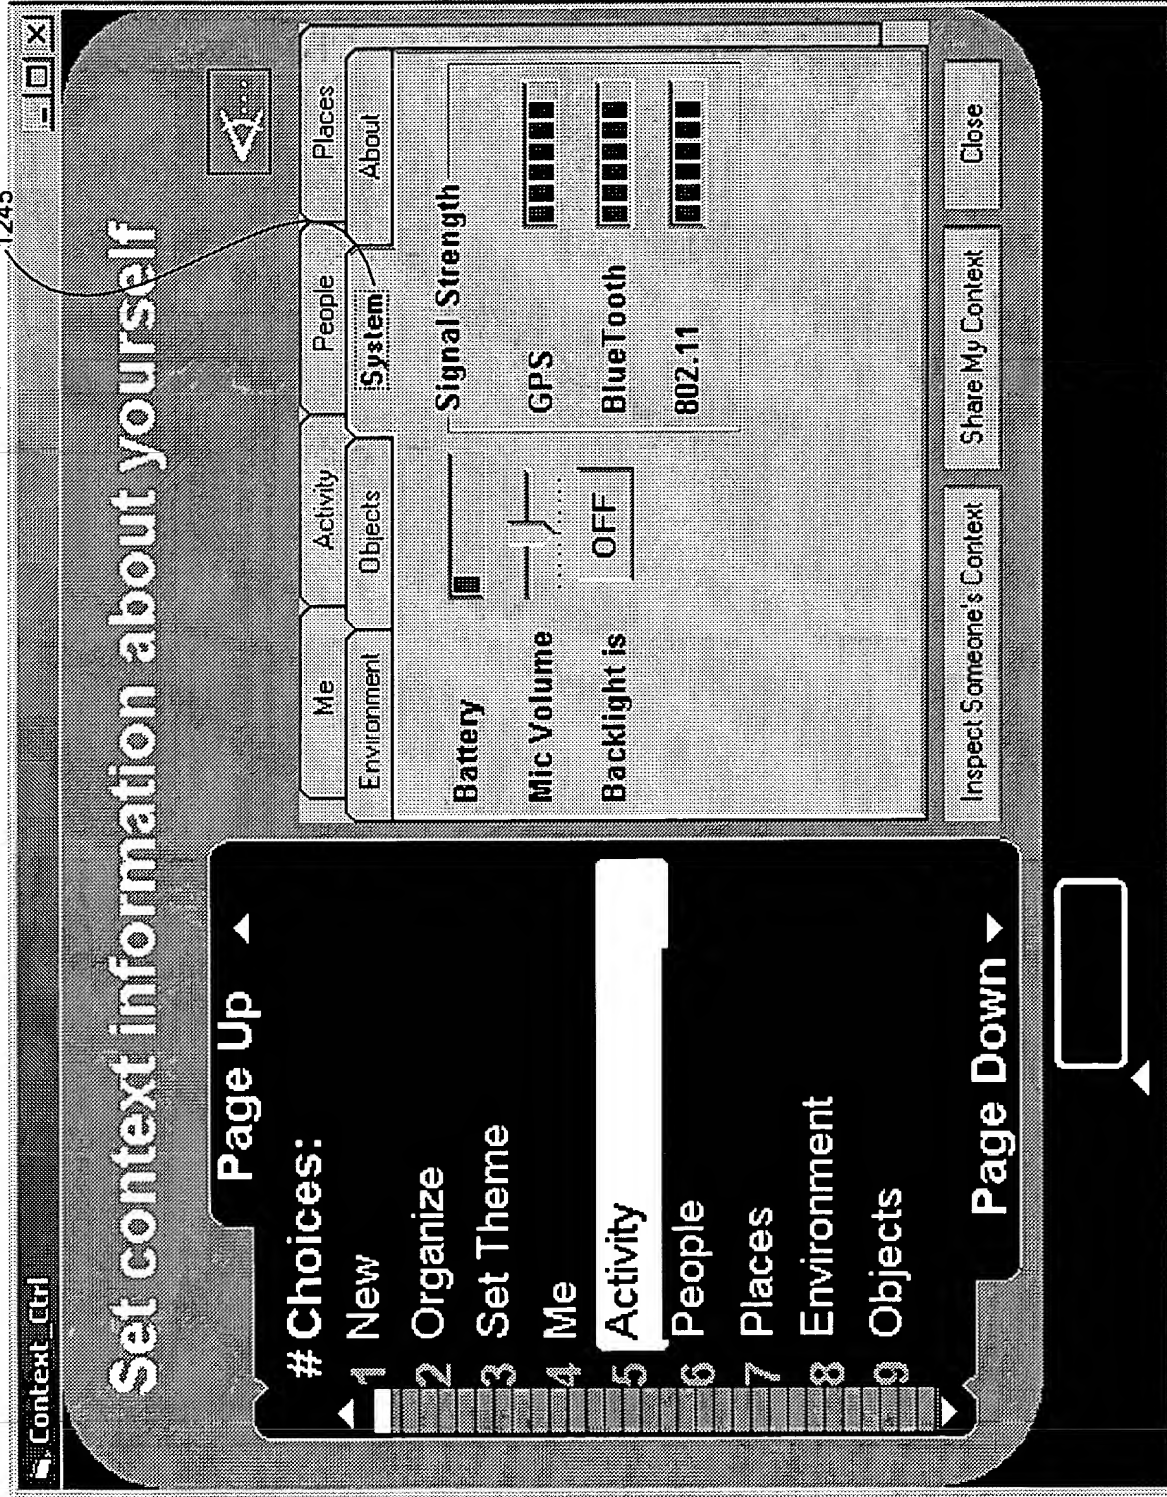 1245
Context_Ctrl
Set context information about yourself
Page Up
# Choices:
1 New
2 Organize
3 Set Theme
4 Me
5 Activity
6 People
7 Places
8 Environment
9 Objects
Page Down
Me Activity People Places
Environment Objects System About
Battery
Mic Volume
Backlight is OFF
Signal Strength
GPS
BlueTooth
802.11
Inspect Someone's Context Share My Context Close